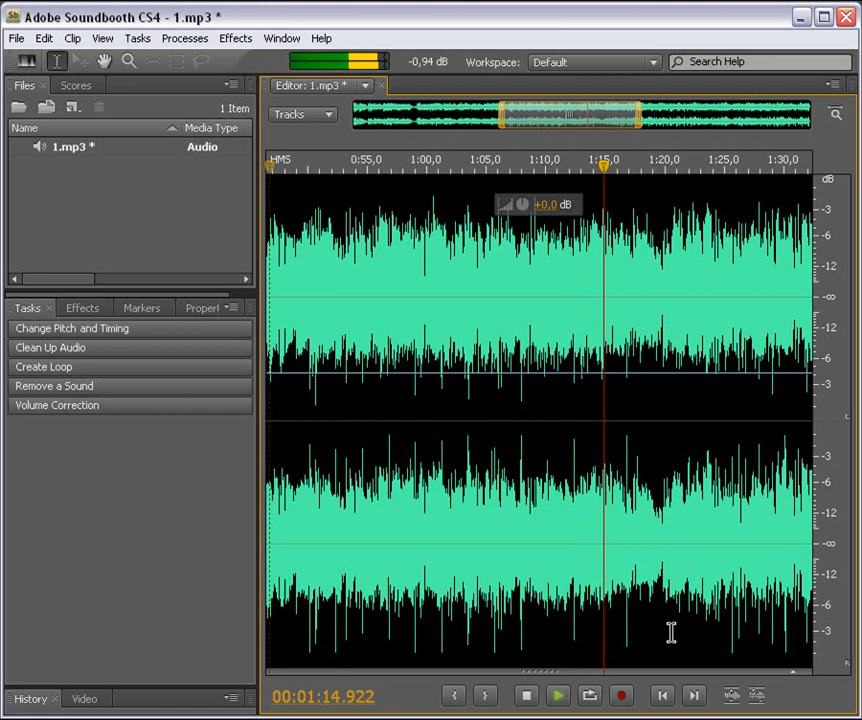 Sb Adobe Soundbooth CS4 - 1.mp3 *
File Edit Clip View Tasks Processes Effects Window Help
-0,94 dB Workspace: Default Search Help
Files × Scores
1 Item
Name Media Type
1.mp3 * Audio
Tasks × Effects Markers Properl
Change Pitch and Timing
Clean Up Audio
Create Loop
Remove a Sound
Volume Correction
History × Video
Editor: 1.mp3 * ×
Tracks
HMS 0:55,0 1:00,0 1:05,0 1:10,0 1:15,0 1:20,0 1:25,0 1:30,0
dB
+0,0 dB
-3
-6
-12
-∞
-12
-6
-3
L
-3
-6
-12
-∞
-12
-6
-3
00:01:14.922